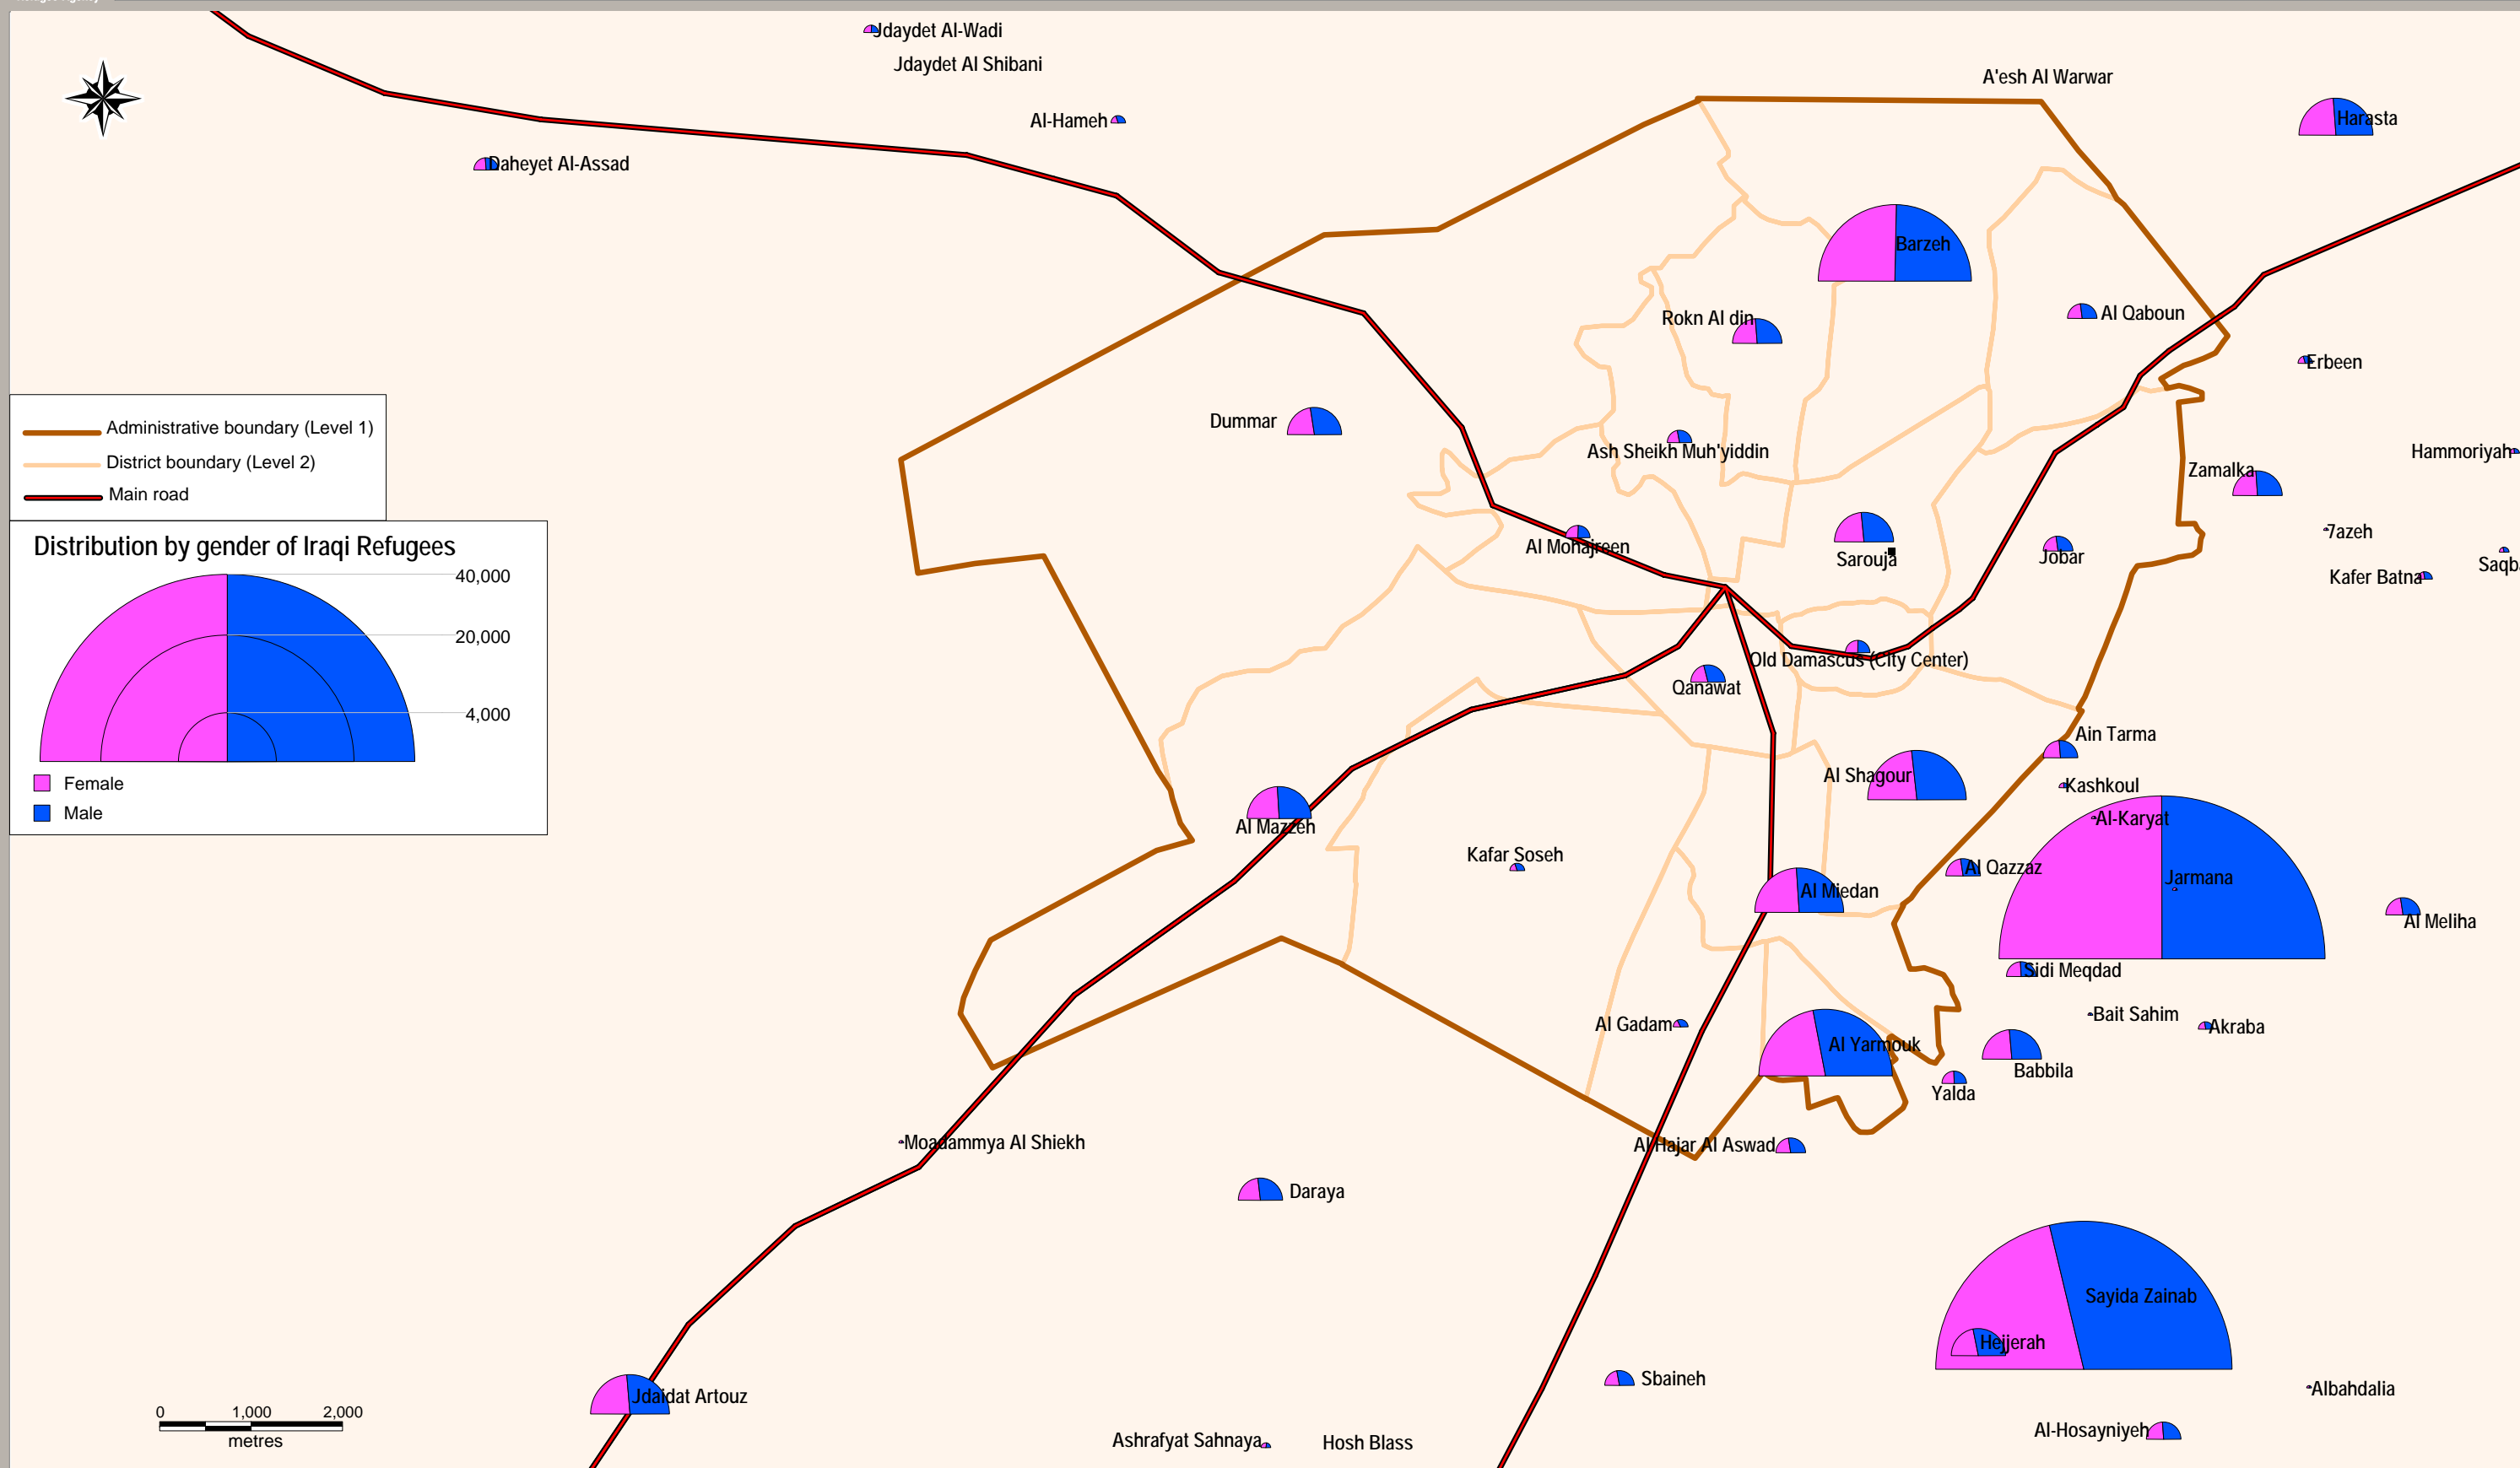 Jdaydet Al-Wadi
Jdaydet Al Shibani
A'esh Al Warwar
Al-Hameh
Harasta
Daheyet Al-Assad
Barzeh
Rokn Al din
Al Qaboun
Erbeen
Dummar
Ash Sheikh Muh'yiddin
Hammoriyah
Zamalka
Administrative boundary (Level 1)
District boundary (Level 2)
Main road
7azeh
Al Mohajreen
Sarouja
Jobar
Saqba
Kafer Batna
Distribution by gender of Iraqi Refugees
40,000
20,000
4,000
Female
Male
Old Damascus (City Center)
Qanawat
Ain Tarma
Al Shagour
Kashkoul
Al-Karyat
Al Mazzeh
Kafar Soseh
Al Qazzaz
Jarmana
Al Miedan
Al Meliha
Sidi Meqdad
Bait Sahim
Al Gadam
Akraba
Al Yarmouk
Babbila
Yalda
Moadammya Al Shiekh
Al Hajar Al Aswad
Daraya
Sayida Zainab
Hejjerah
Sbaineh
Albahdalia
Jdaidat Artouz
0 1,000 2,000
metres
Al-Hosayniyeh
Ashrafyat Sahnaya
Hosh Blass